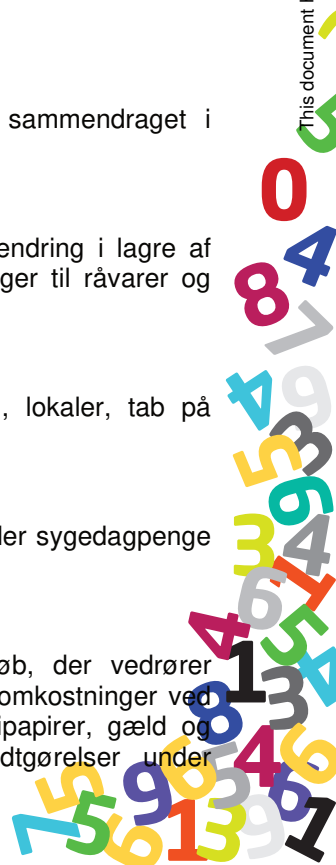 This document h
sammendraget i
endring i lagre af
ger til råvarer og
, lokaler, tab på
ler sygedagpenge
øb, der vedrører
omkostninger ved
ipapirer, gæld og
dtgørelser under